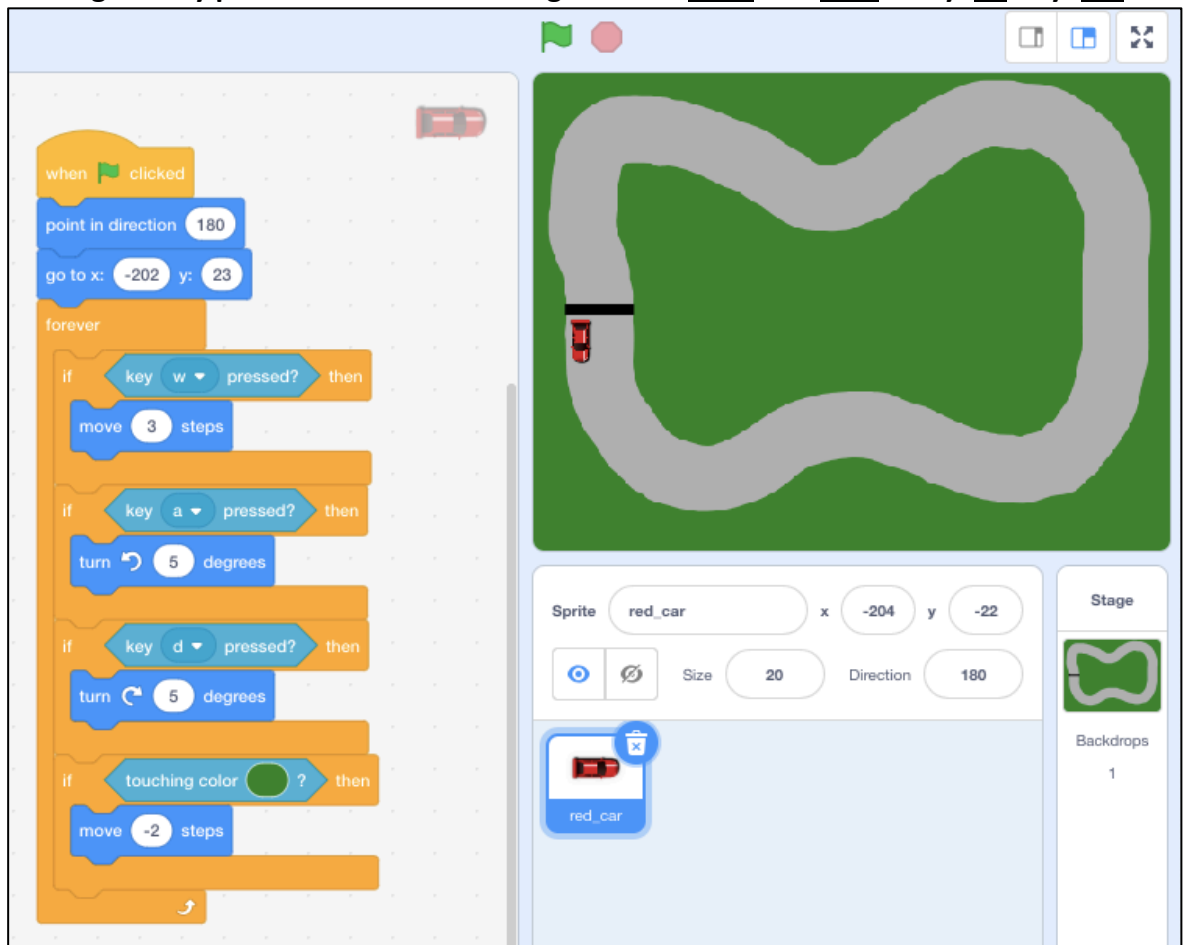 when clicked
point in direction 180
go to x: -202 y: 23
forever
if key w pressed? then
move 3 steps
if key a pressed? then
turn 5 degrees
if key d pressed? then
turn 5 degrees
if touching color ? then
move -2 steps
Sprite red_car x -204 y -22
Size 20 Direction 180
red_car
Stage
Backdrops
1